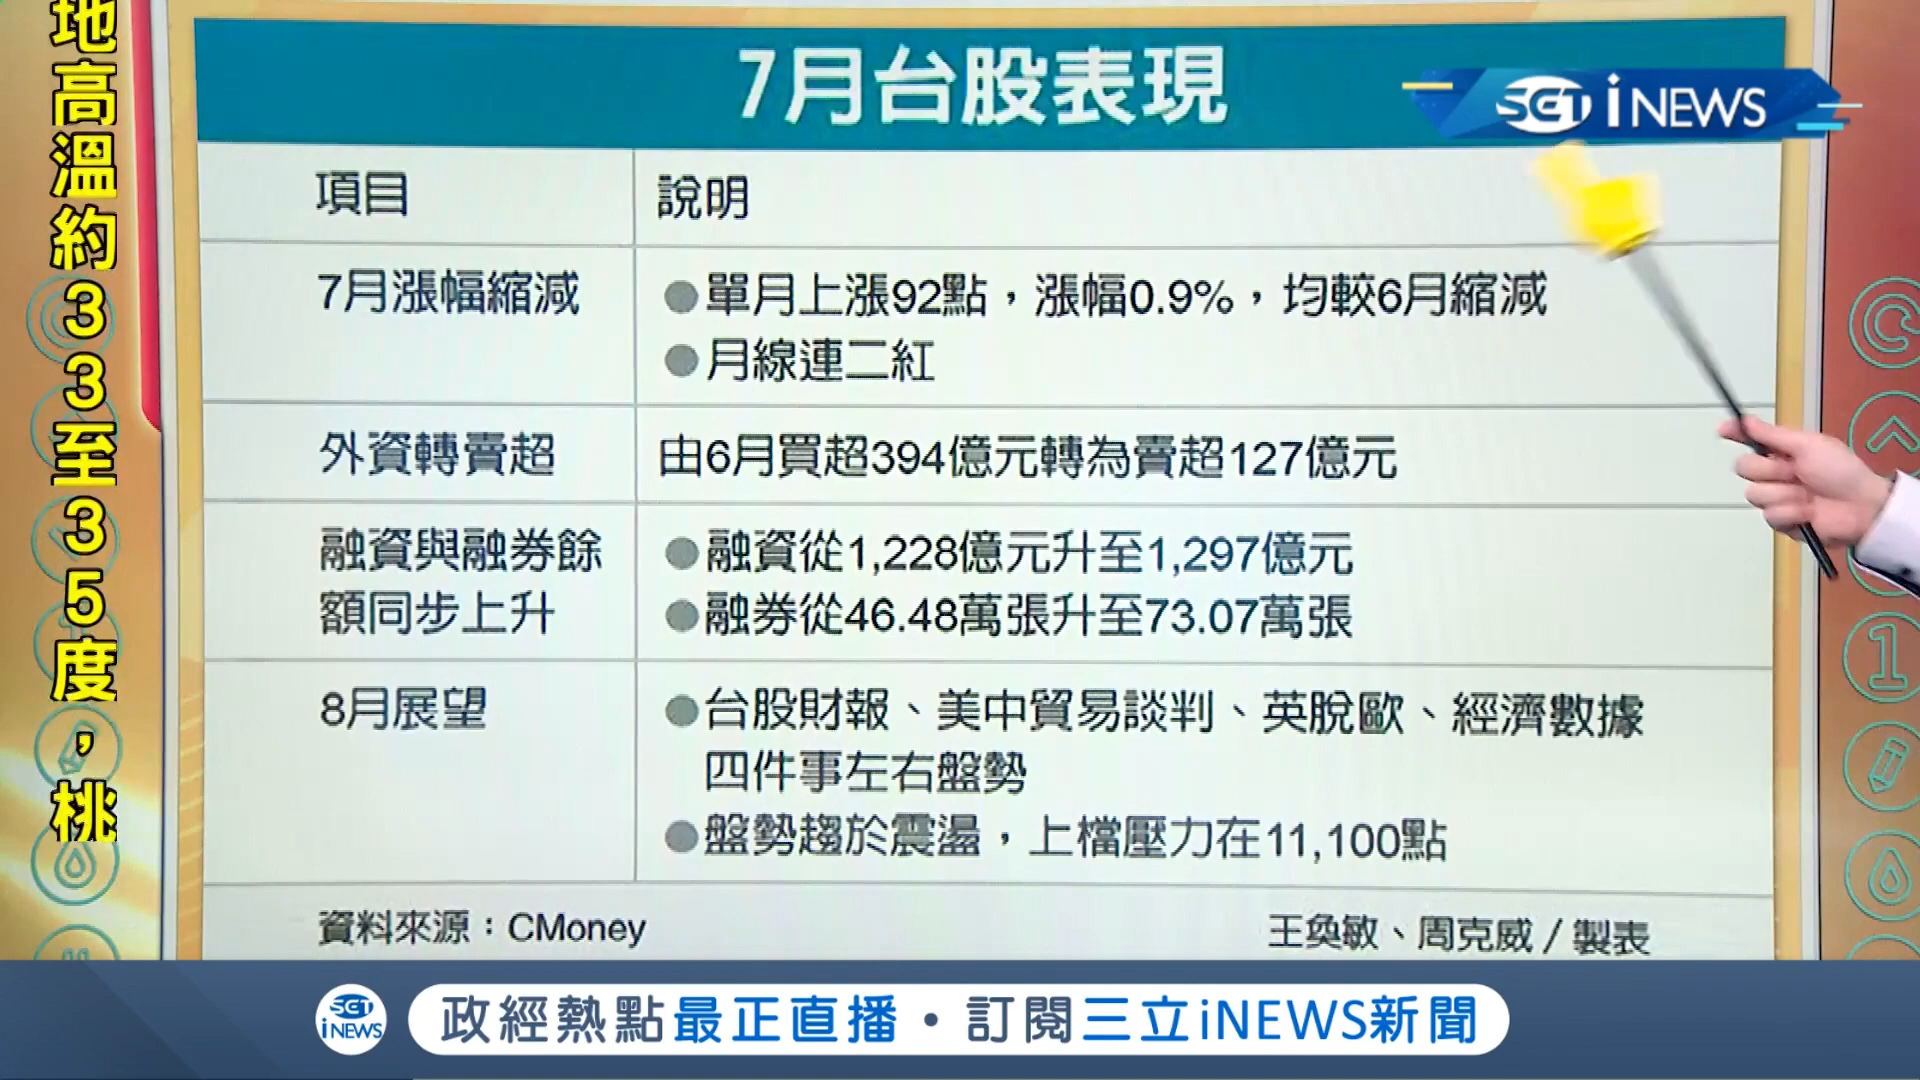 地高溫約33至35度，桃
7月台股表現
SET iNEWS
項目
說明
7月漲幅縮減
●單月上漲92點，漲幅0.9%，均較6月縮減
●月線連二紅
外資轉賣超
由6月買超394億元轉為賣超127億元
融資與融券餘
額同步上升
●融資從1,228億元升至1,297億元
●融券從46.48萬張升至73.07萬張
8月展望
●台股財報、美中貿易談判、英脫歐、經濟數據
四件事左右盤勢
●盤勢趨於震盪，上檔壓力在11,100點
資料來源：CMoney
王奐敏、周克威／製表
SET iNEWS
政經熱點最正直播・訂閱三立iNEWS新聞